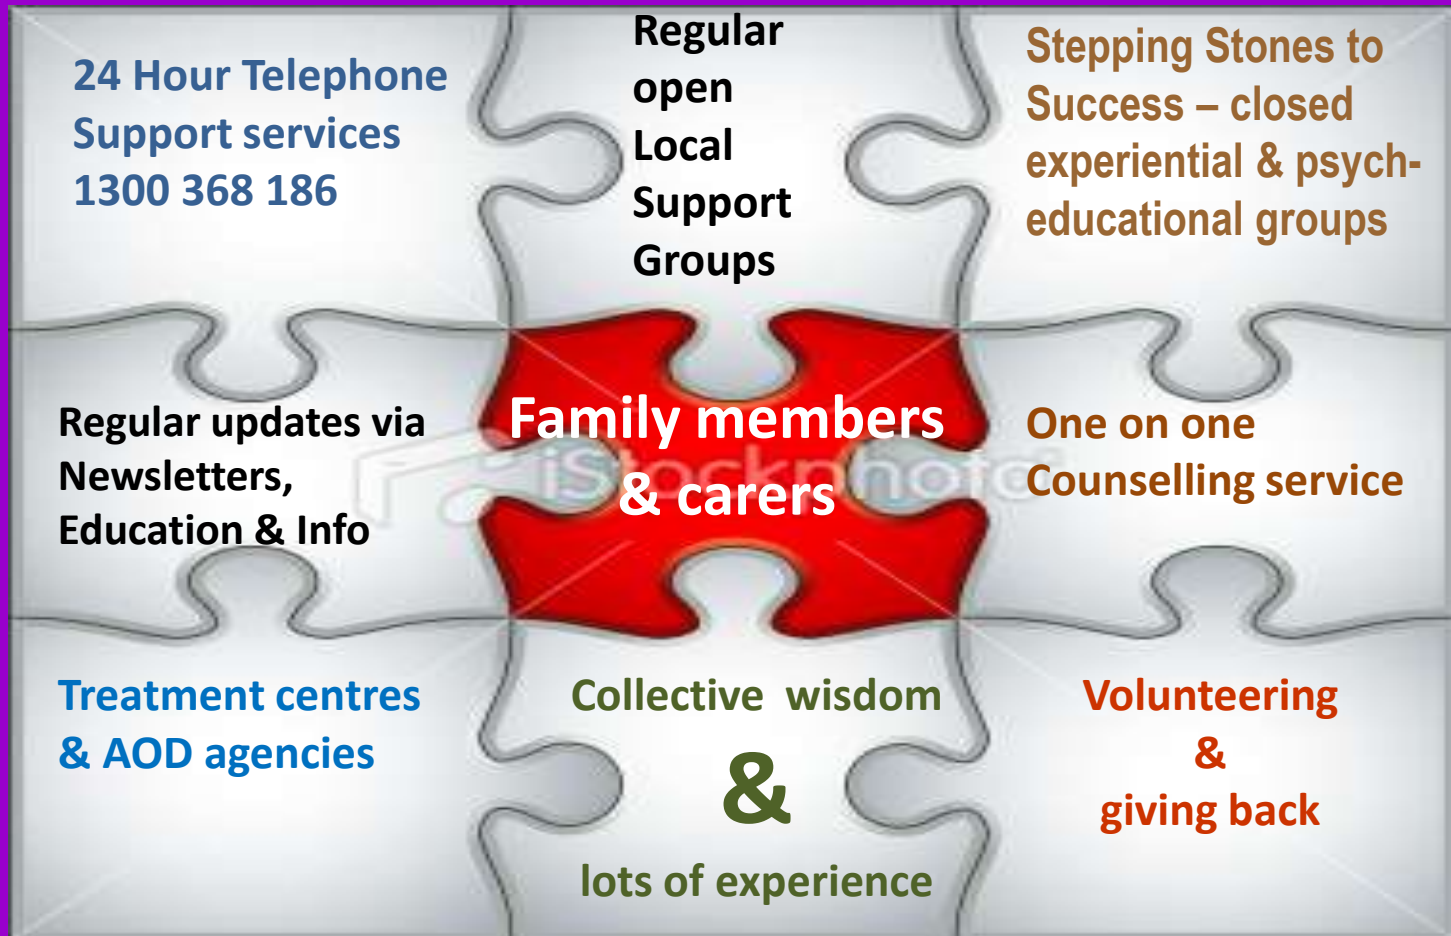 24 Hour Telephone
Support services
1300 368 186
Regular
open
Local
Support
Groups
Stepping Stones to
Success – closed
experiential & psych-
educational groups
Regular updates via
Newsletters,
Education & Info
Family members
& carers
iStockphoto
One on one
Counselling service
Treatment centres
& AOD agencies
Collective  wisdom
&
lots of experience
Volunteering
&
giving back